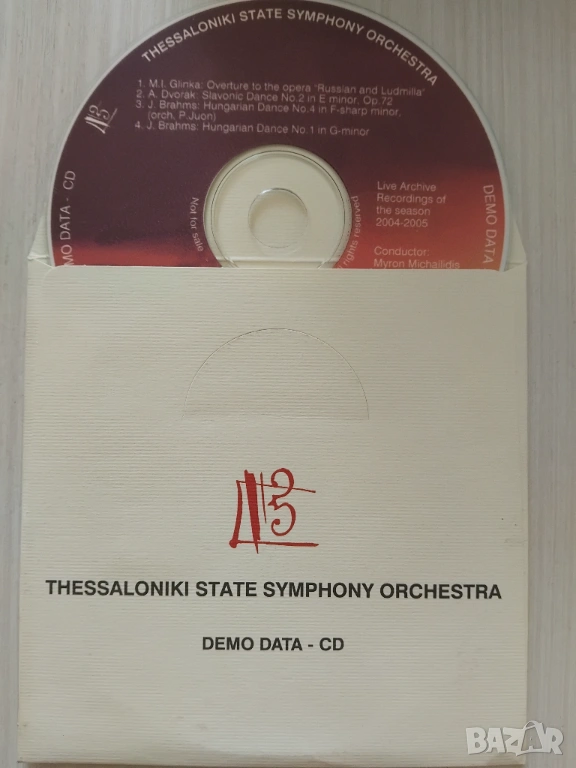 THESSALONIKI STATE SYMPHONY ORCHESTRA
1. M.I. Glinka: Overture to the opera "Russian and Ludmilla"
2. A. Dvorak: Slavonic Dance No.2 in E minor, Op.72
3. J. Brahms: Hungarian Dance No.4 in F-sharp minor,
(orch. P.Juon)
4. J. Brahms: Hungarian Dance No.1 in G-minor
DEMO DATA - CD
Not for sale
rights reserved
Live Archive
Recordings of
the season
2004-2005
Conductor:
Myron Michailidis
DEMO DATA
THESSALONIKI STATE SYMPHONY ORCHESTRA
DEMO DATA - CD
BAZAR